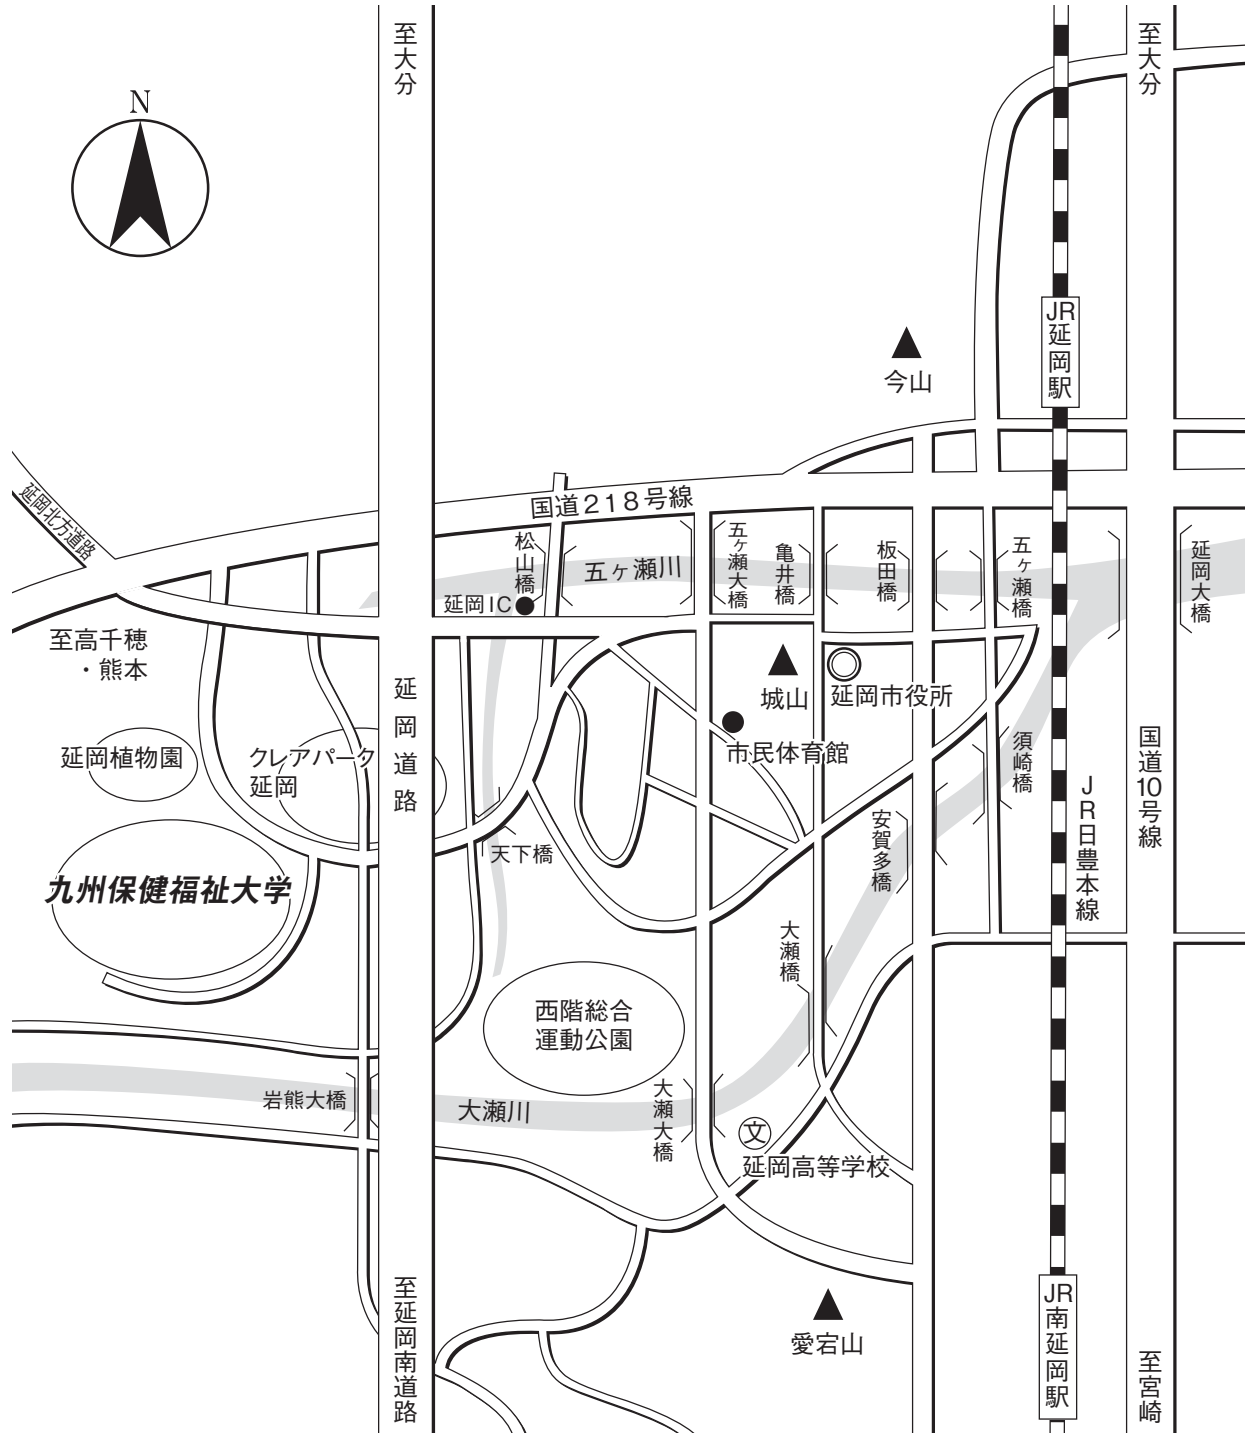 至大分
至大分
N
JR延岡駅
今山
延岡北方道路
国道218号線
松山橋
五ヶ瀬川
五ヶ瀬大橋
亀井橋
板田橋
五ヶ瀬橋
延岡大橋
延岡IC
至高千穂
・熊本
延岡道路
城山
延岡市役所
市民体育館
延岡植物園
クレアパーク
延岡
須崎橋
国道10号線
JR日豊本線
天下橋
安賀多橋
九州保健福祉大学
大瀬橋
西階総合
運動公園
岩熊大橋
大瀬川
大瀬大橋
文
延岡高等学校
至延岡南道路
愛宕山
JR南延岡駅
至宮崎